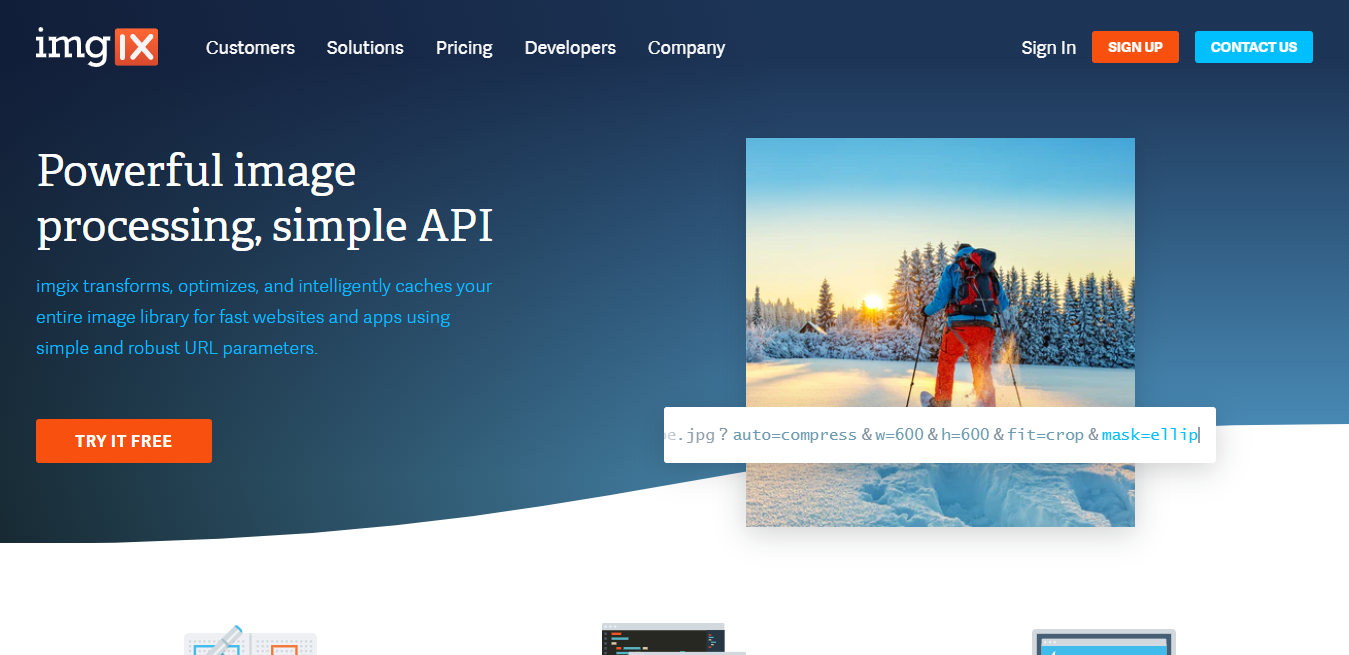 imgIX
Customers Solutions Pricing Developers Company Sign In SIGN UP CONTACT US
Powerful image
processing, simple API
imgix transforms, optimizes, and intelligently caches your
entire image library for fast websites and apps using
simple and robust URL parameters.
TRY IT FREE
e.jpg?auto=compress&w=600&h=600&fit=crop&mask=ellip